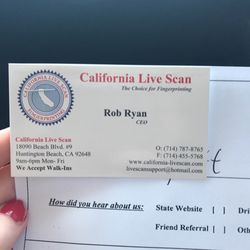 California Live Scan
The Choice for Fingerprinting
Rob Ryan
CEO
California Live Scan
18090 Beach Blvd. #9
Huntington Beach, CA 92648
9am-6pm Mon- Fri
We Accept Walk-Ins
O: (714) 787-8765
F: (714) 455-5768
www.california-livescan.com
livescansupport@hotmail.com
How did you hear about us:
State Website
Friend Referral